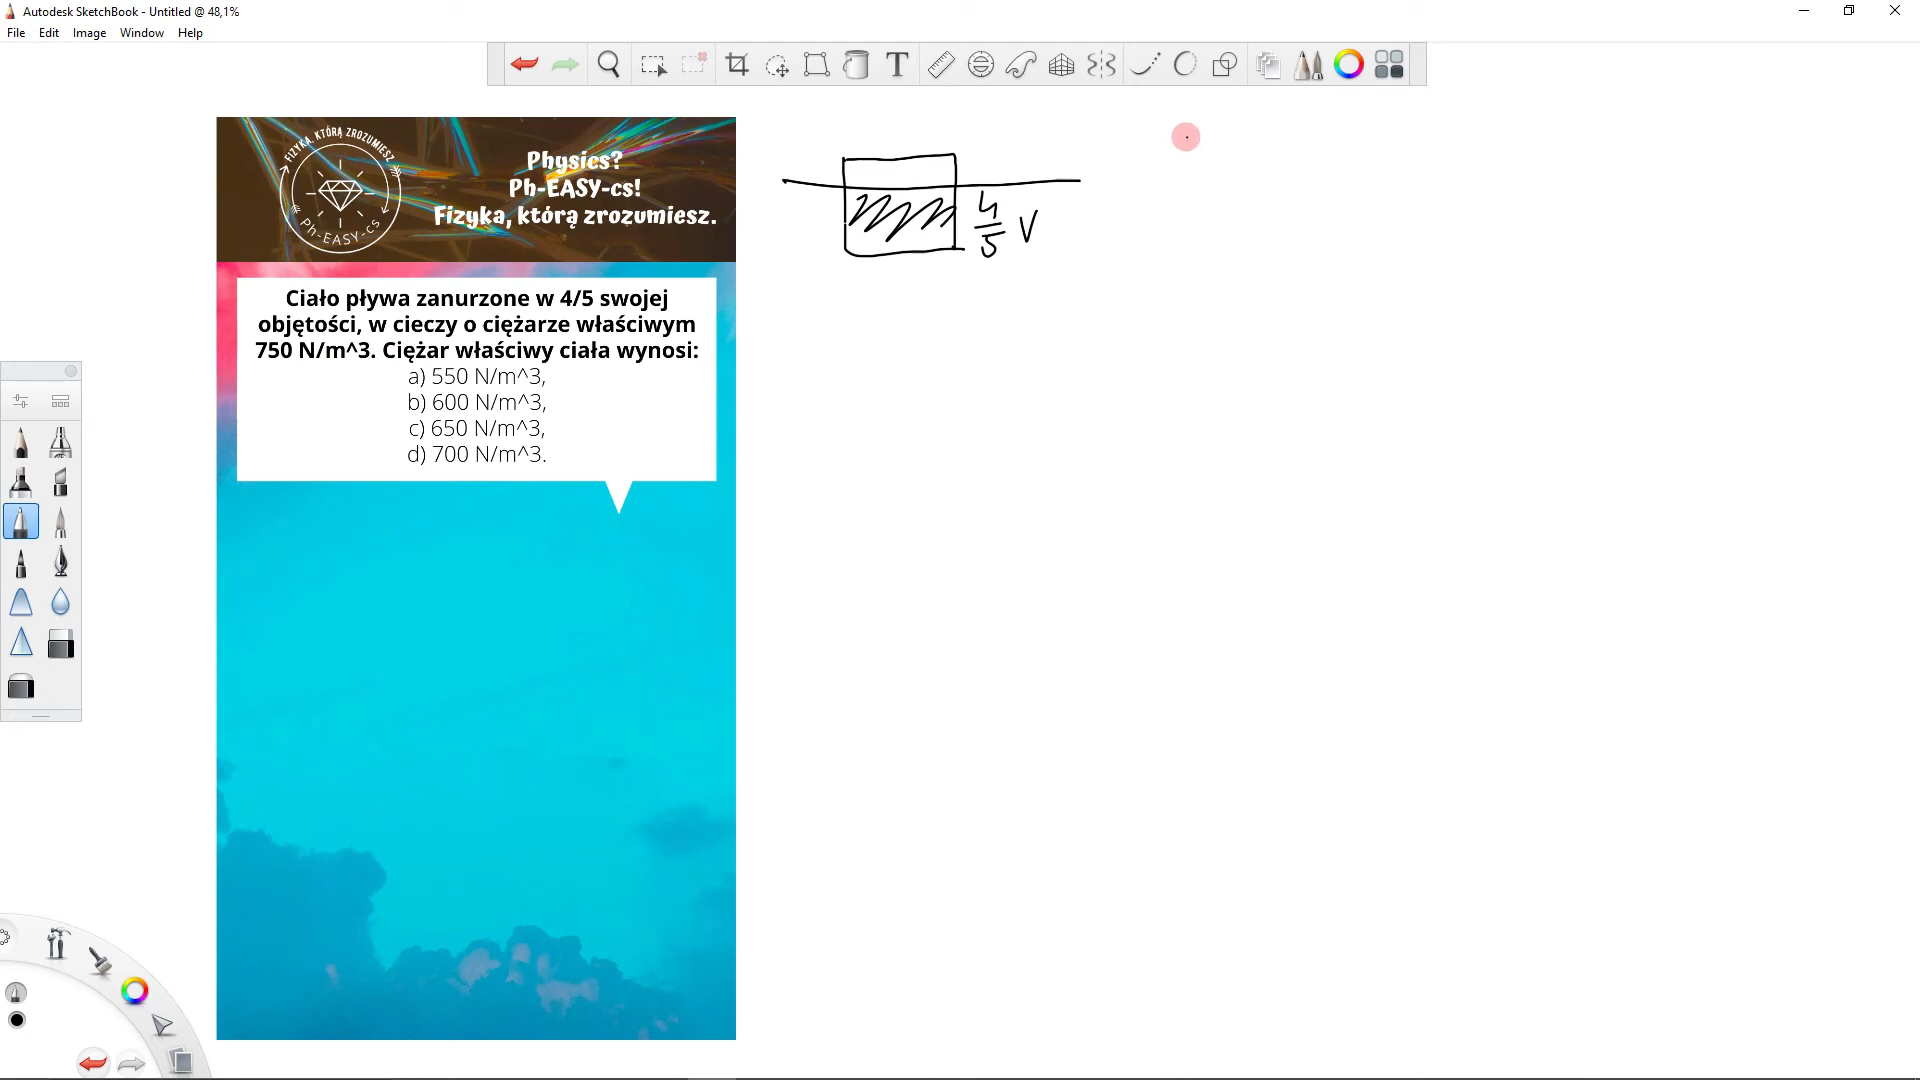 Autodesk SketchBook - Untitled @ 48,1%
File Edit Image Window Help
T
FIZYKA, KTÓRĄ ZROZUMIESZ
Ph-EASY-cs
Physics?
Ph-EASY-cs!
Fizyka, którą zrozumiesz.
4
5
V
Ciało pływa zanurzone w 4/5 swojej
objętości, w cieczy o ciężarze właściwym
750 N/m^3. Ciężar właściwy ciała wynosi:
a) 550 N/m^3,
b) 600 N/m^3,
c) 650 N/m^3,
d) 700 N/m^3.